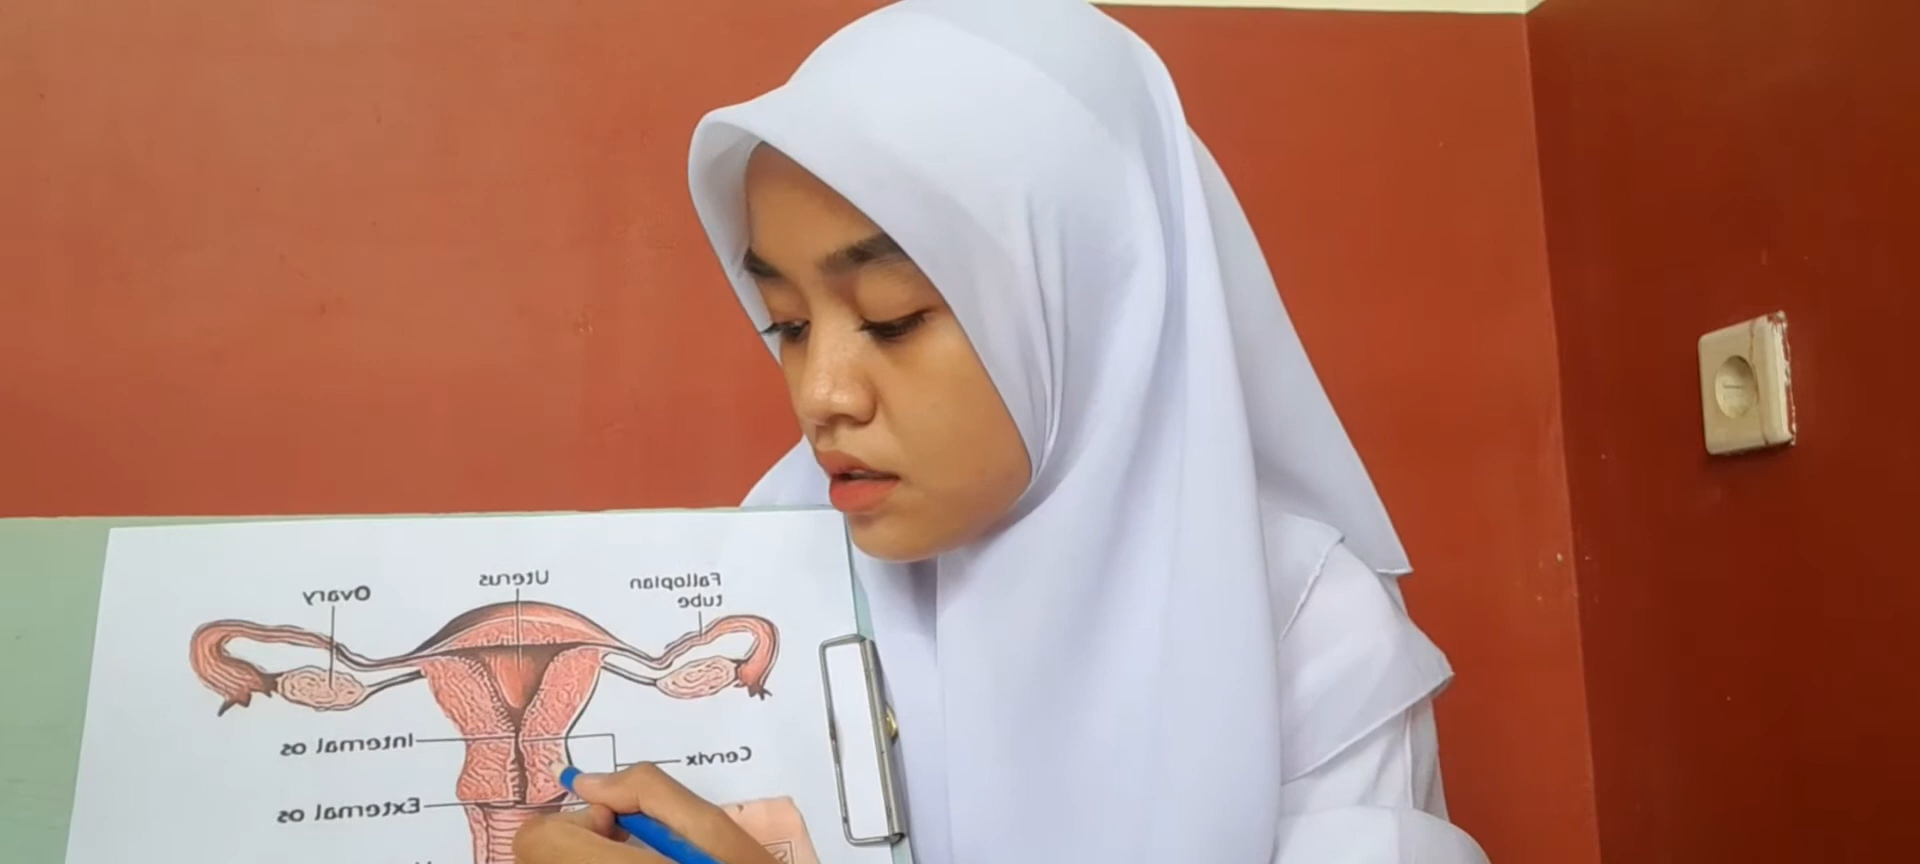 Ovary
Uterus
Fallopian
tube
Internal os
Cervix
External os